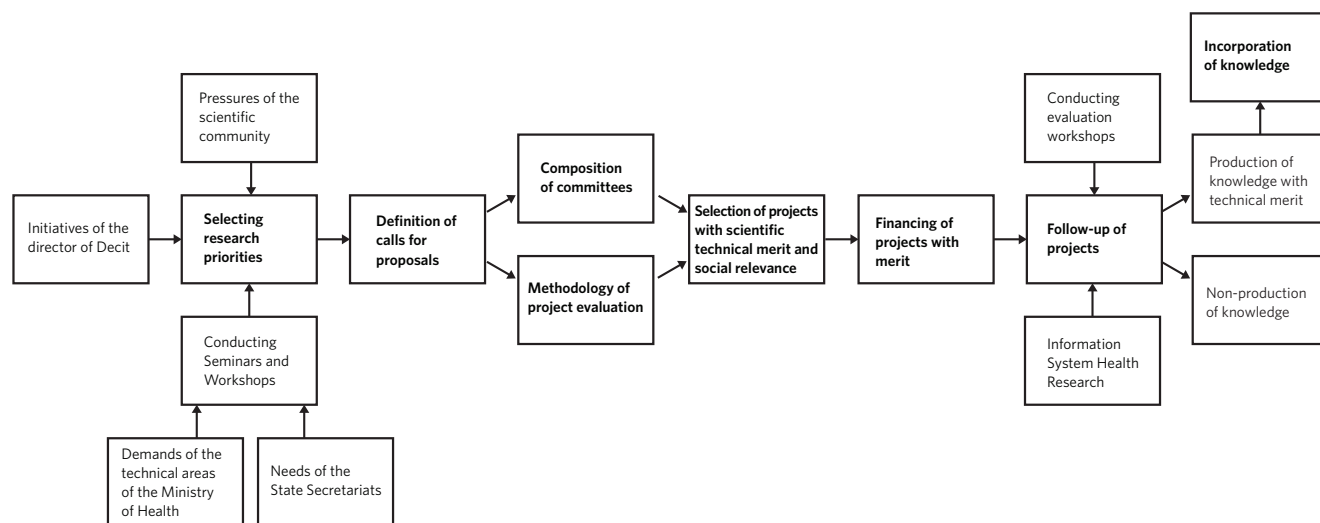 Incorporation
of knowledge
Pressures of the
scientific
community
Conducting
evaluation
workshops
Composition
of committees
Production of
knowledge with
technical merit
Initiatives of the
director of Decit
Selecting
research
priorities
Definition of
calls for
proposals
Selection of projects
with scientific
technical merit and
social relevance
Financing of
projects with
merit
Follow-up of
projects
Methodology of
project evaluation
Non-production
of knowledge
Conducting
Seminars and
Workshops
Information
System Health
Research
Demands of the
technical areas
of the Ministry
of Health
Needs of the
State Secretariats